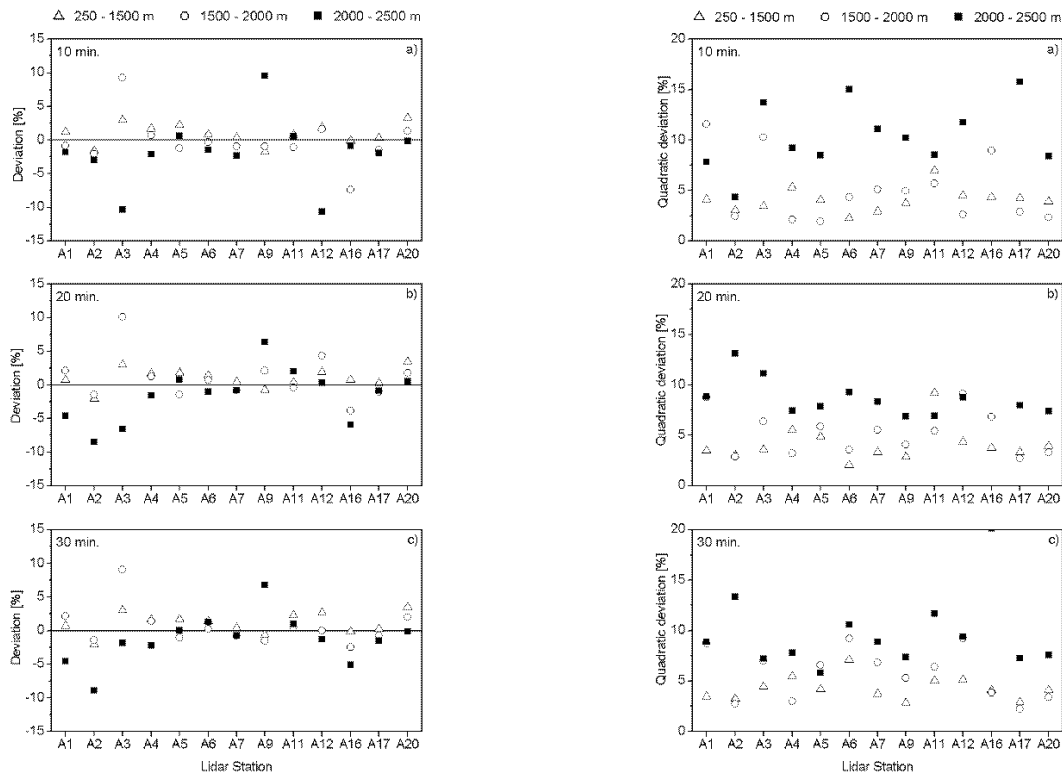 250 - 1500 m 1500 - 2000 m 2000 - 2500 m
10 min. a)
15
10
5
0
-5
-10
-15
Deviation [%]
A1 A2 A3 A4 A5 A6 A7 A9 A11 A12 A16 A17 A20
20 min. b)
15
10
5
0
-5
-10
-15
Deviation [%]
A1 A2 A3 A4 A5 A6 A7 A9 A11 A12 A16 A17 A20
30 min. c)
15
10
5
0
-5
-10
-15
Deviation [%]
A1 A2 A3 A4 A5 A6 A7 A9 A11 A12 A16 A17 A20
Lidar Station
250 - 1500 m 1500 - 2000 m 2000 - 2500 m
10 min. a)
20
15
10
5
0
Quadratic deviation [%]
A1 A2 A3 A4 A5 A6 A7 A9 A11 A12 A16 A17 A20
20 min. b)
20
15
10
5
0
Quadratic deviation [%]
A1 A2 A3 A4 A5 A6 A7 A9 A11 A12 A16 A17 A20
30 min. c)
20
15
10
5
0
Quadratic deviation [%]
A1 A2 A3 A4 A5 A6 A7 A9 A11 A12 A16 A17 A20
Lidar Station